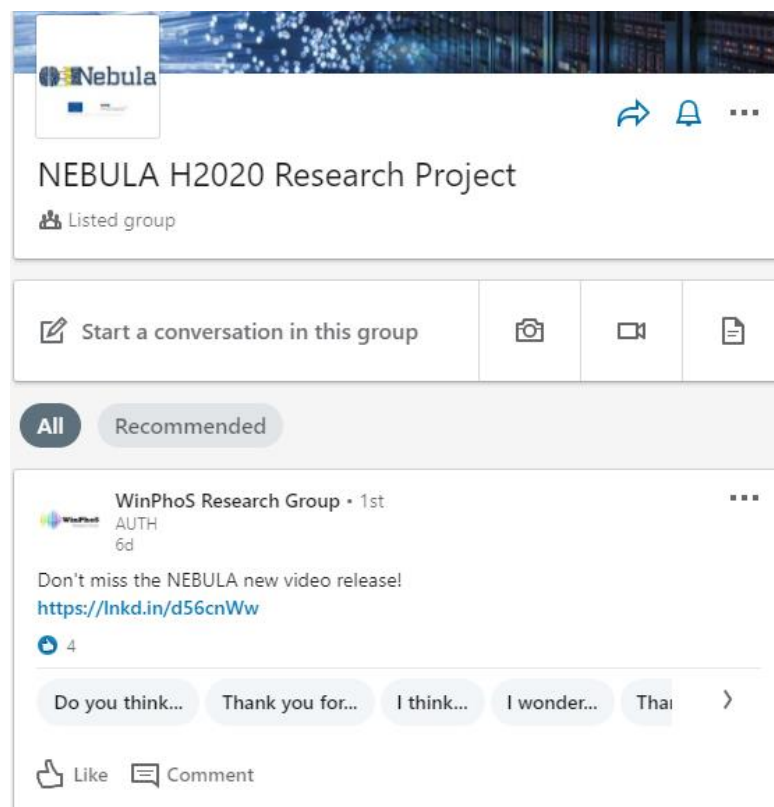 Nebula
NEBULA H2020 Research Project
Listed group
Start a conversation in this group
All
Recommended
WinPhoS Research Group • 1st
WinPhoS
AUTH
6d
Don't miss the NEBULA new video release!
https://lnkd.in/d56cnWw
4
Do you think... Thank you for... I think... I wonder... Thar
Like Comment